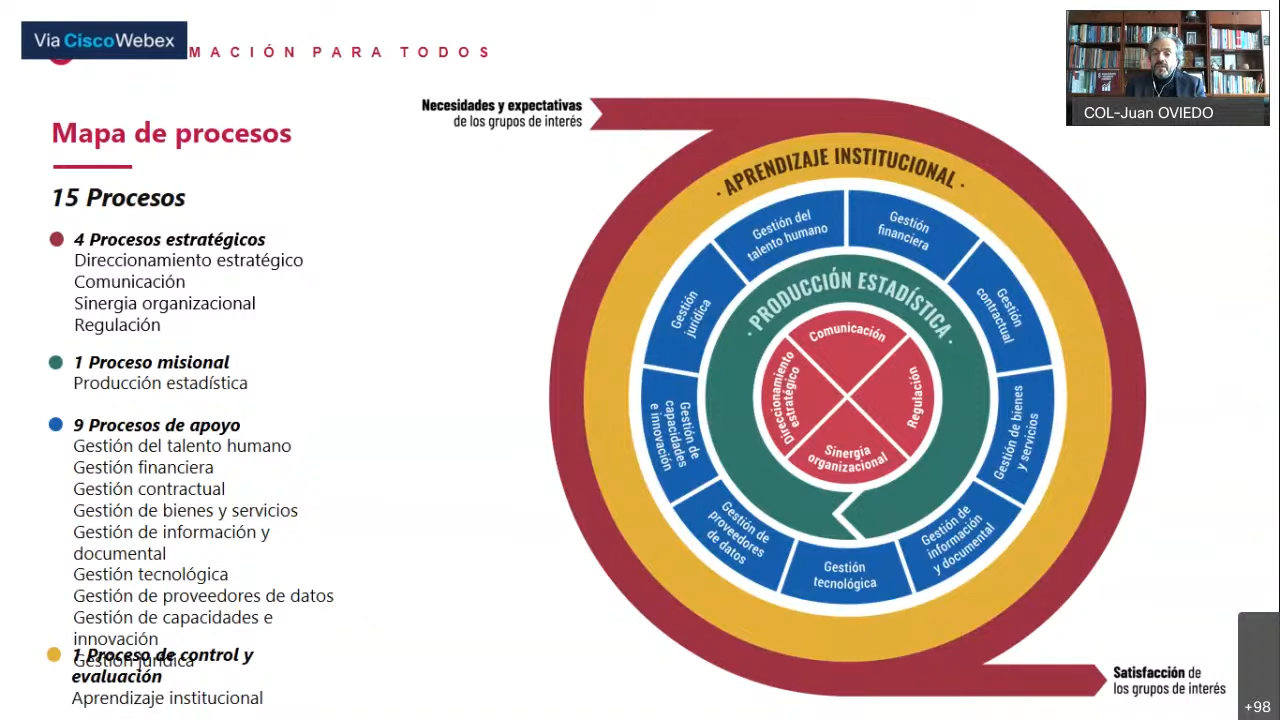 Via CiscoWebex
MACIÓN PARA TODOS
COL-Juan OVIEDO
Mapa de procesos
15 Procesos
4 Procesos estratégicos
Direccionamiento estratégico
Comunicación
Sinergia organizacional
Regulación
1 Proceso misional
Producción estadística
9 Procesos de apoyo
Gestión del talento humano
Gestión financiera
Gestión contractual
Gestión de bienes y servicios
Gestión de información y
documental
Gestión tecnológica
Gestión de proveedores de datos
Gestión de capacidades e
innovación
Gestión jurídica
1 Proceso de control y
evaluación
Aprendizaje institucional
Necesidades y expectativas
de los grupos de interés
· APRENDIZAJE INSTITUCIONAL ·
Gestión del
talento humano
Gestión
financiera
Gestión
contractual
Gestión de bienes
y servicios
Gestión de
información
y documental
Gestión
tecnológica
Gestión de
proveedores
de datos
Gestión de
capacidades
e innovación
Gestión
jurídica
· PRODUCCIÓN ESTADÍSTICA ·
Comunicación
Regulación
Sinergia
organizacional
Direccionamiento
estratégico
Satisfacción de
los grupos de interés
+98